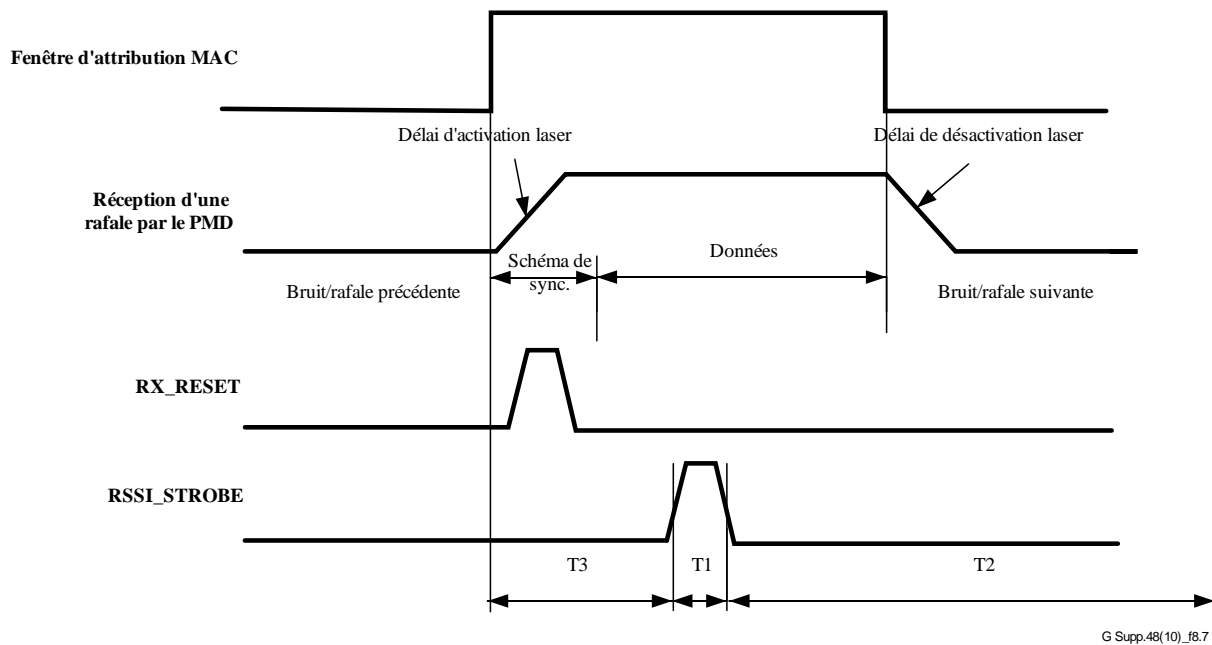 Fenêtre d'attribution MAC
Délai d'activation laser
Délai de désactivation laser
Réception d'une
rafale par le PMD
Schéma de
sync.
Données
Bruit/rafale précédente
Bruit/rafale suivante
RX_RESET
RSSI_STROBE
T3
T1
T2
G Supp.48(10)_f8.7